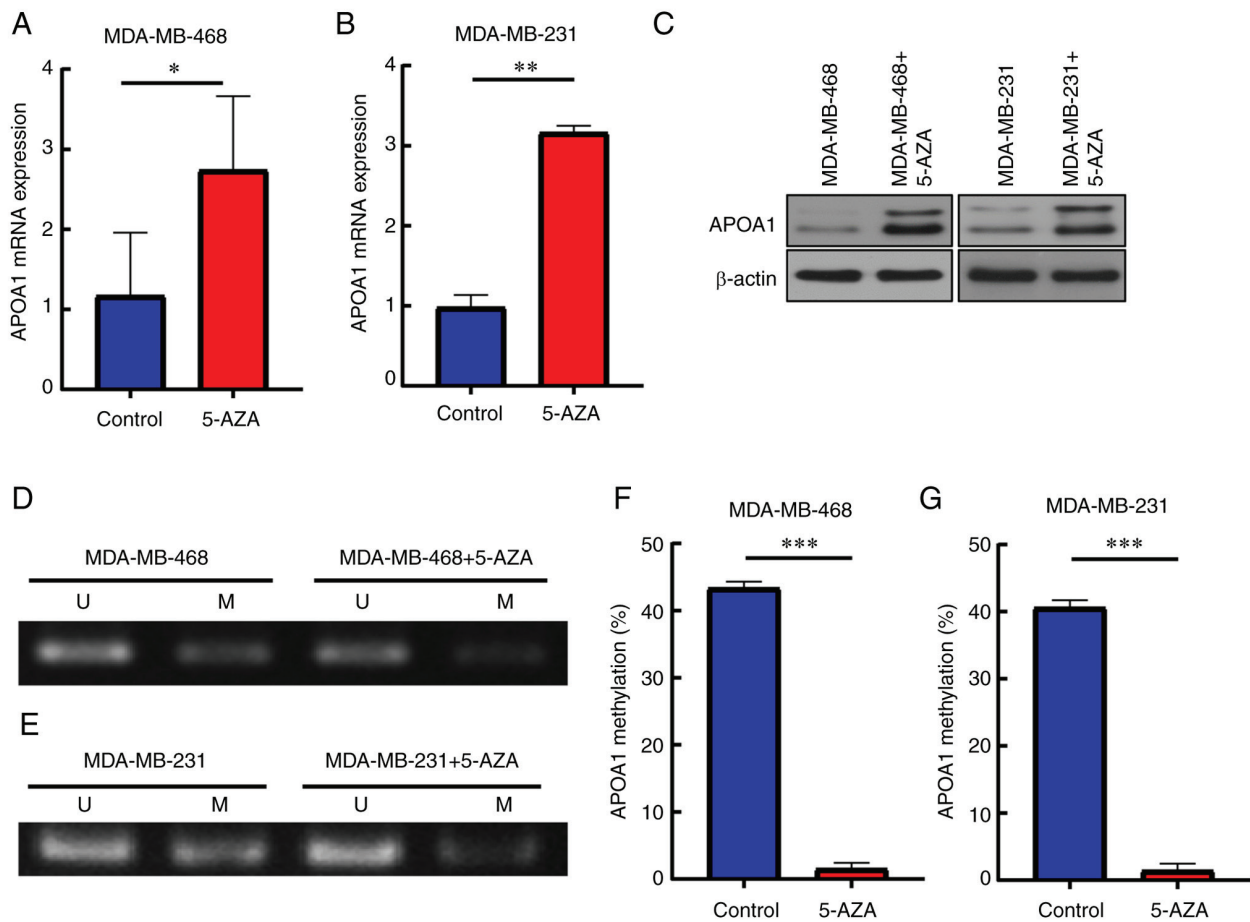 A
MDA-MB-468
APOA1 mRNA expression
4
3
2
1
0
*
Control
5-AZA
B
MDA-MB-231
APOA1 mRNA expression
4
3
2
1
0
**
Control
5-AZA
C
MDA-MB-468
MDA-MB-468+
5-AZA
MDA-MB-231
MDA-MB-231+
5-AZA
APOA1
β-actin
D
MDA-MB-468
MDA-MB-468+5-AZA
U
M
U
M
E
MDA-MB-231
MDA-MB-231+5-AZA
U
M
U
M
F
MDA-MB-468
APOA1 methylation (%)
50
40
30
20
10
0
***
Control
5-AZA
G
MDA-MB-231
APOA1 methylation (%)
50
40
30
20
10
0
***
Control
5-AZA